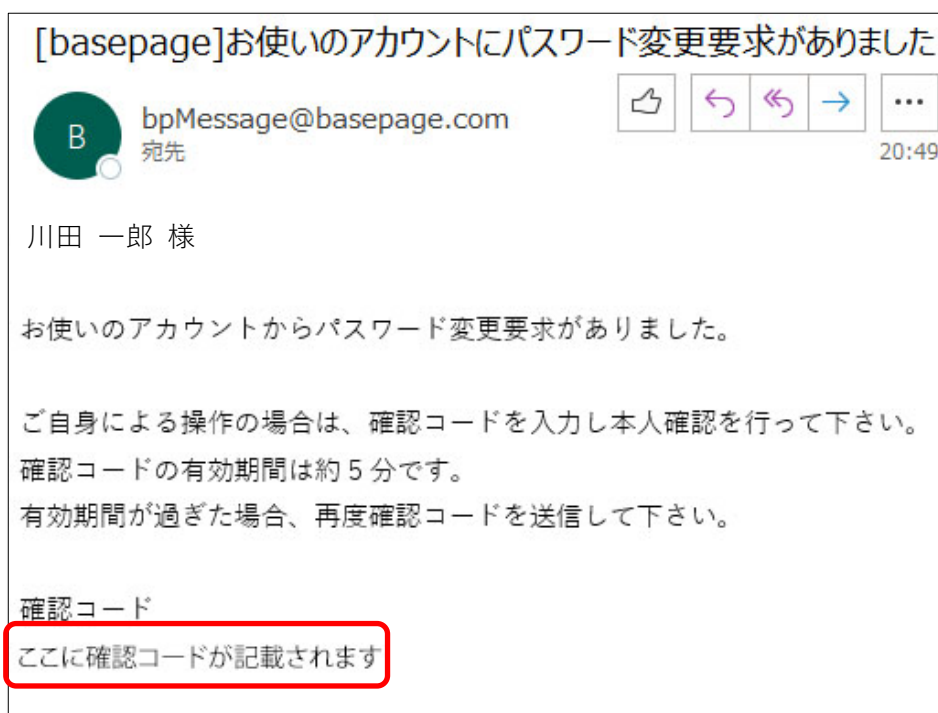 [basepage]お使いのアカウントにパスワード変更要求がありました
B
bpMessage@basepage.com
宛先
20:49
川田 一郎 様
お使いのアカウントからパスワード変更要求がありました。
ご自身による操作の場合は、確認コードを入力し本人確認を行って下さい。
確認コードの有効期間は約5分です。
有効期間が過ぎた場合、再度確認コードを送信して下さい。
確認コード
ここに確認コードが記載されます